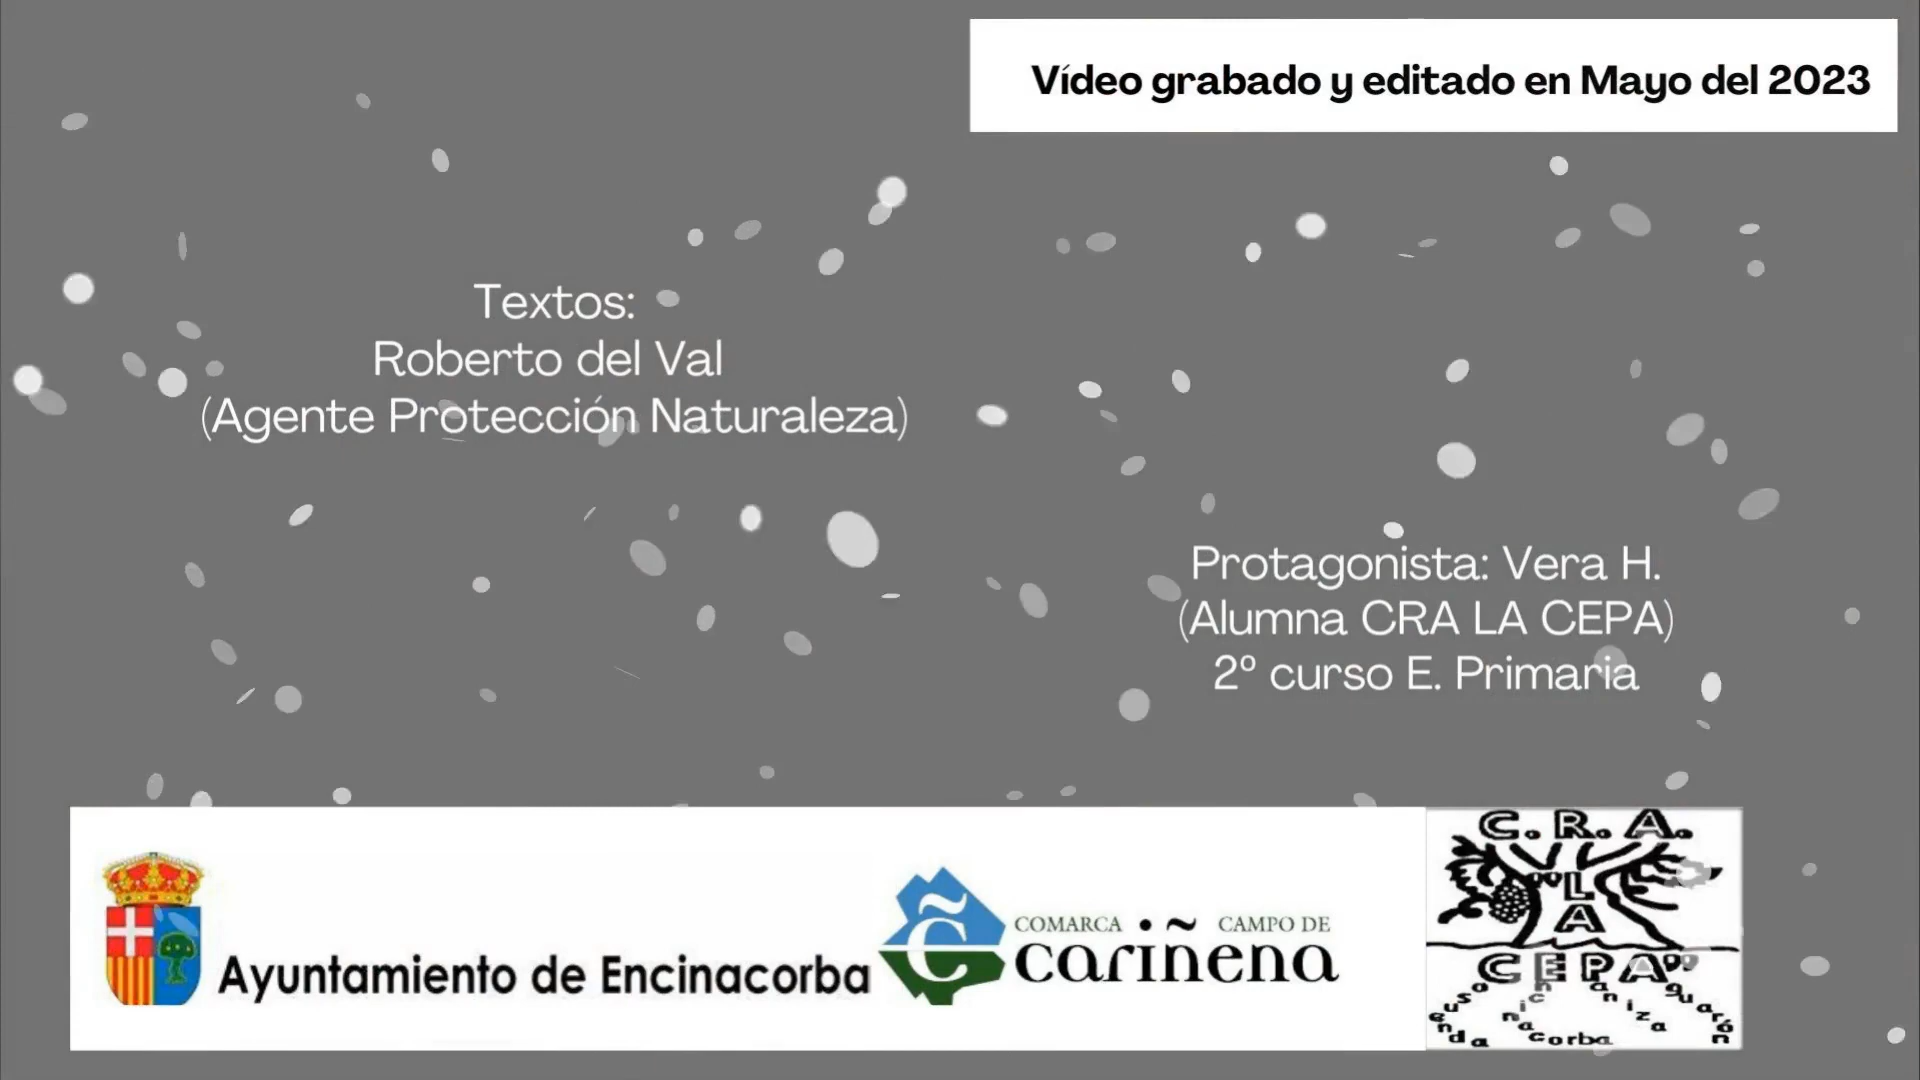 Vídeo grabado y editado en Mayo del 2023
Textos:
Roberto del Val
(Agente Protección Naturaleza)
Protagonista: Vera H.
(Alumna CRA LA CEPA)
2º curso E. Primaria
Ayuntamiento de Encinacorba
COMARCA CAMPO DE
cariñena
C.R.A.
"LA
CEPA"